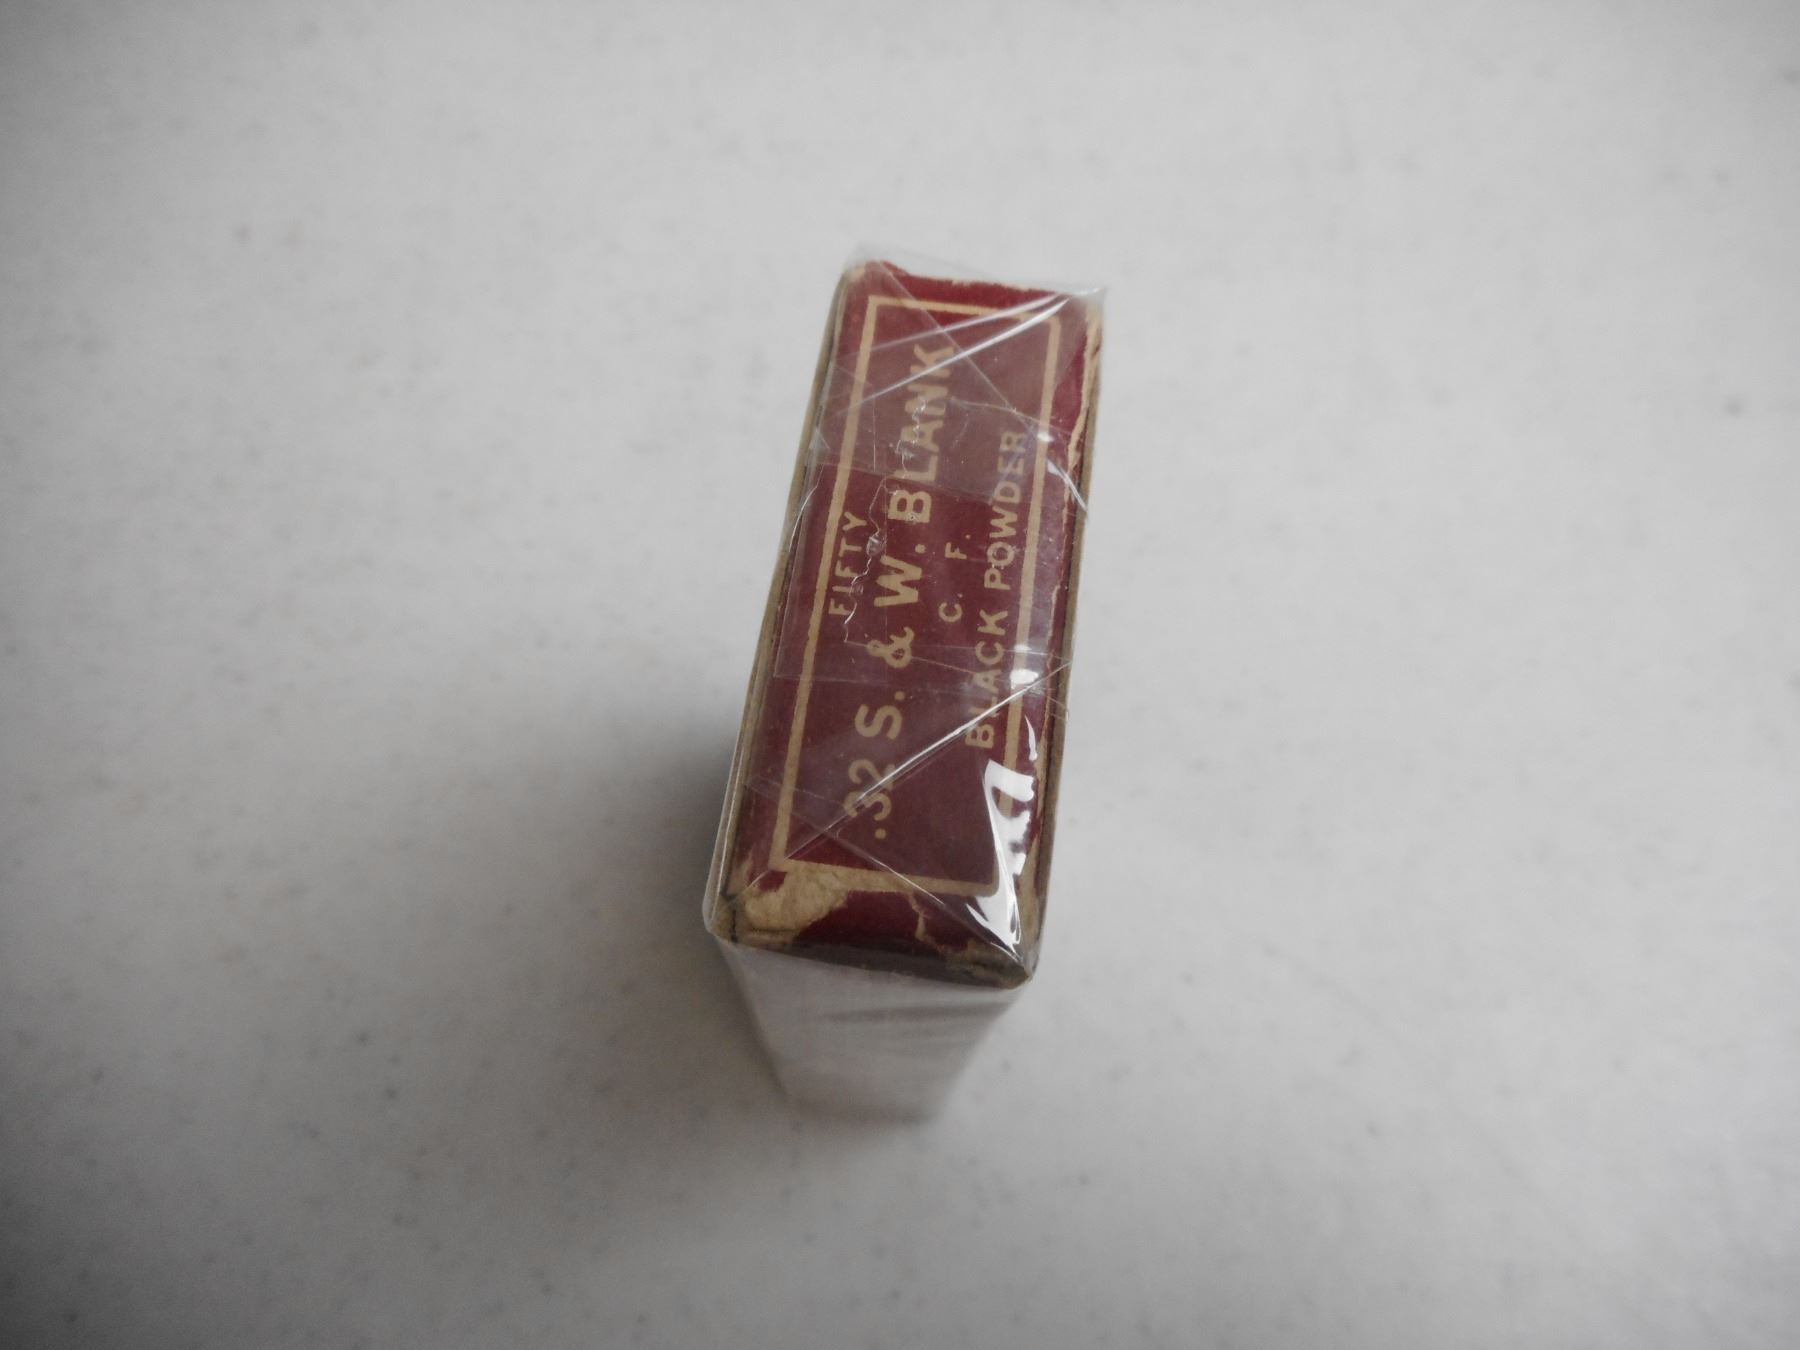 FIFTY
.32 S. & W. BLANK
C. F.
BLACK POWDER